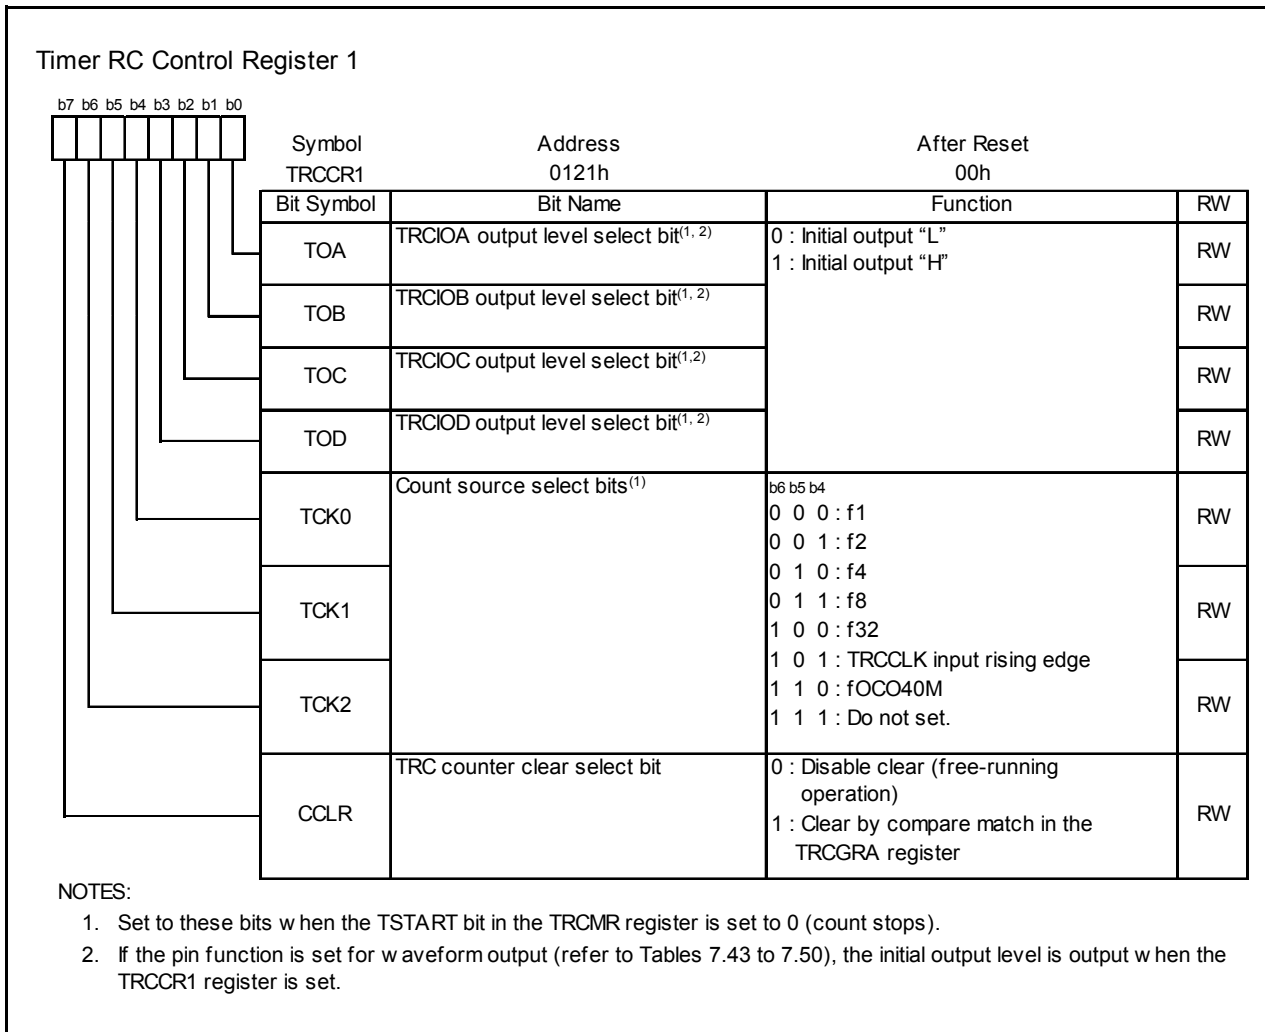 Timer RC Control Register 1
b7 b6 b5 b4 b3 b2 b1 b0
Symbol Address After Reset
TRCCR1 0121h 00h
Bit Symbol Bit Name Function RW
TOA TRCIOA output level select bit(1, 2) 0 : Initial output “L”
1 : Initial output “H” RW
TOB TRCIOB output level select bit(1, 2) RW
TOC TRCIOC output level select bit(1,2) RW
TOD TRCIOD output level select bit(1, 2) RW
Count source select bits(1) b6 b5 b4
TCK0 0 0 0 : f1 RW
0 0 1 : f2
0 1 0 : f4
TCK1 0 1 1 : f8 RW
1 0 0 : f32
1 0 1 : TRCCLK input rising edge
TCK2 1 1 0 : fOCO40M RW
1 1 1 : Do not set.
CCLR TRC counter clear select bit 0 : Disable clear (free-running
operation)
1 : Clear by compare match in the RW
TRCGRA register
NOTES:
1. Set to these bits when the TSTART bit in the TRCMR register is set to 0 (count stops).
2. If the pin function is set for waveform output (refer to Tables 7.43 to 7.50), the initial output level is output when the
TRCCR1 register is set.